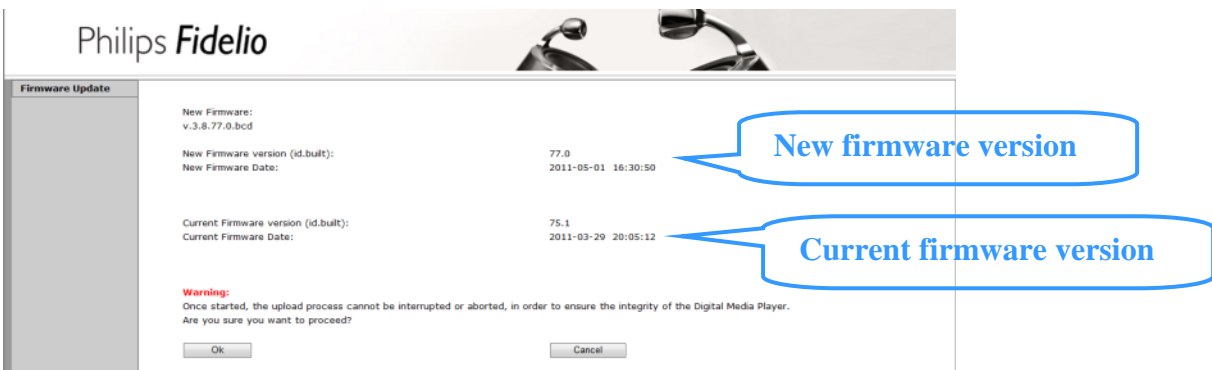 Philips Fidelio
Firmware Update
New Firmware:
v.3.8.77.0.bcd
New Firmware version (id.built): 77.0
New Firmware Date: 2011-05-01 16:30:50
New firmware version
Current Firmware version (id.built): 75.1
Current Firmware Date: 2011-03-29 20:05:12
Current firmware version
Warning:
Once started, the upload process cannot be interrupted or aborted, in order to ensure the integrity of the Digital Media Player.
Are you sure you want to proceed?
Ok Cancel